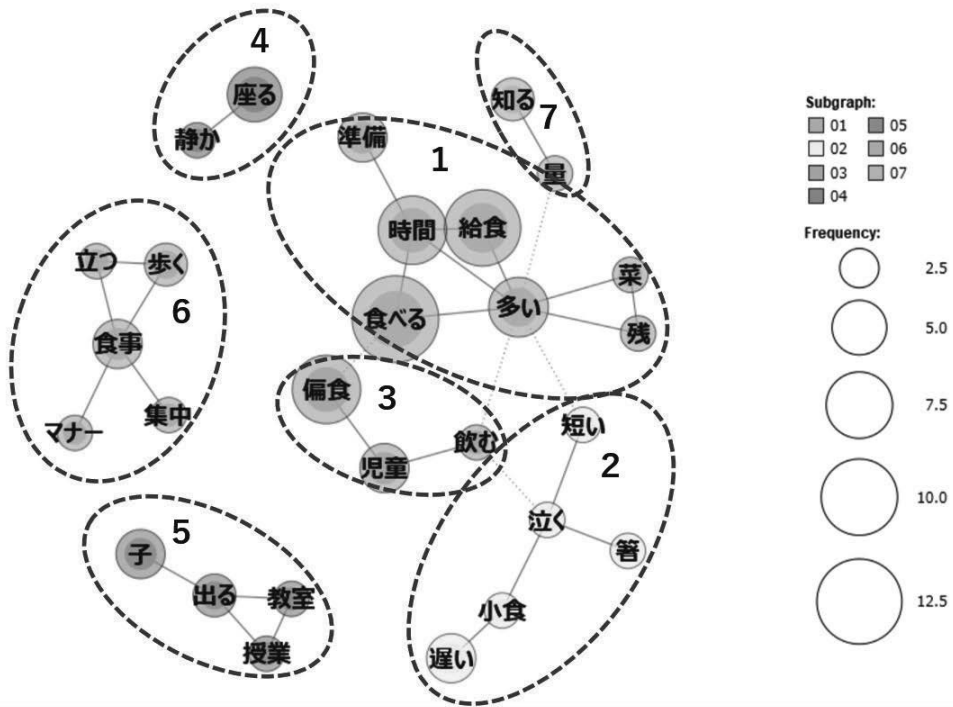 4
座る
静か
知る
7
量
準備
1
時間
給食
食べる
多い
菜
残
立つ
歩く
6
食事
マナー
集中
偏食
3
児童
飲む
短い
2
泣く
箸
小食
遅い
5
子
出る
教室
授業
Subgraph:
01 05
02 06
03 07
04
Frequency:
2.5
5.0
7.5
10.0
12.5